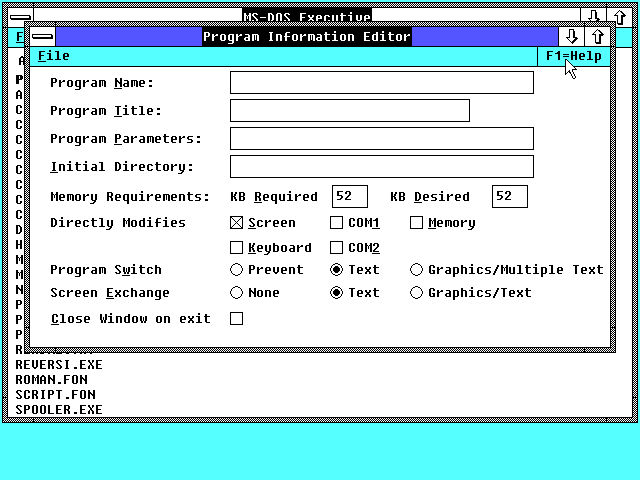 MS-DOS Executive
Program Information Editor
File F1=Help
Program Name:
Program Title:
Program Parameters:
Initial Directory:
Memory Requirements: KB Required 52 KB Desired 52
Directly Modifies Screen COM1 Memory
Keyboard COM2
Program Switch Prevent Text Graphics/Multiple Text
Screen Exchange None Text Graphics/Text
Close Window on exit
REVERSI.EXE
ROMAN.FON
SCRIPT.FON
SPOOLER.EXE